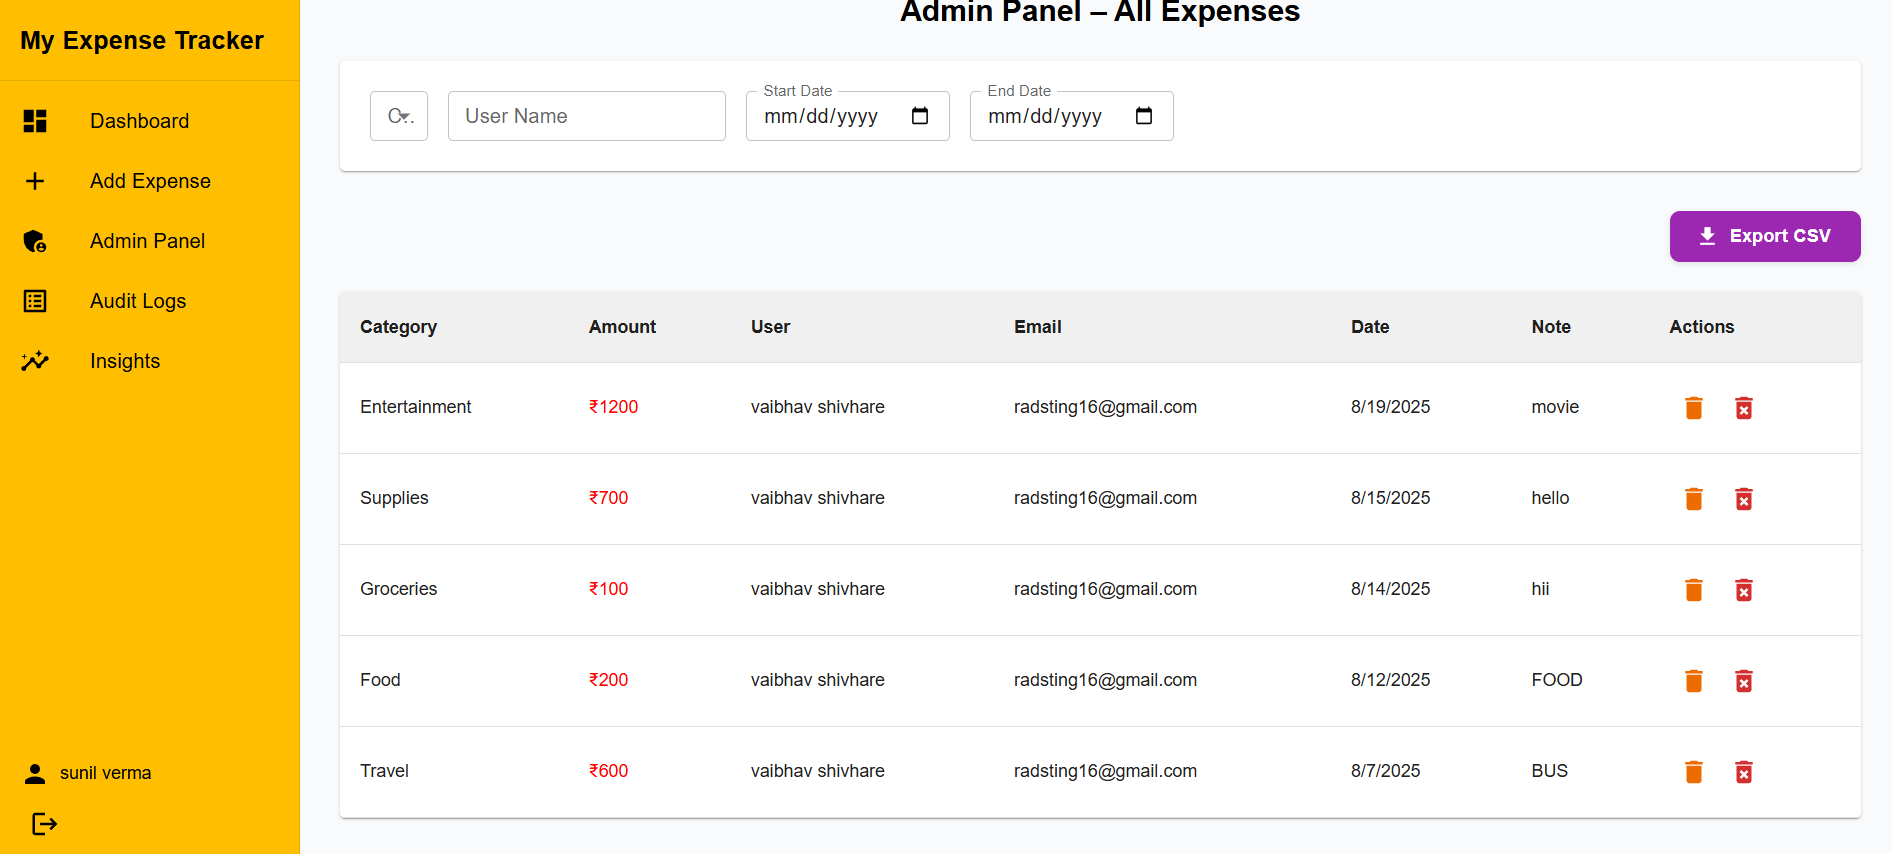 My Expense Tracker
Dashboard
Add Expense
Admin Panel
Audit Logs
Insights
sunil verma
Admin Panel – All Expenses
C...
User Name
Start Date
mm/dd/yyyy
End Date
mm/dd/yyyy
Export CSV
Category Amount User Email Date Note Actions
Entertainment ₹1200 vaibhav shivhare radsting16@gmail.com 8/19/2025 movie
Supplies ₹700 vaibhav shivhare radsting16@gmail.com 8/15/2025 hello
Groceries ₹100 vaibhav shivhare radsting16@gmail.com 8/14/2025 hii
Food ₹200 vaibhav shivhare radsting16@gmail.com 8/12/2025 FOOD
Travel ₹600 vaibhav shivhare radsting16@gmail.com 8/7/2025 BUS